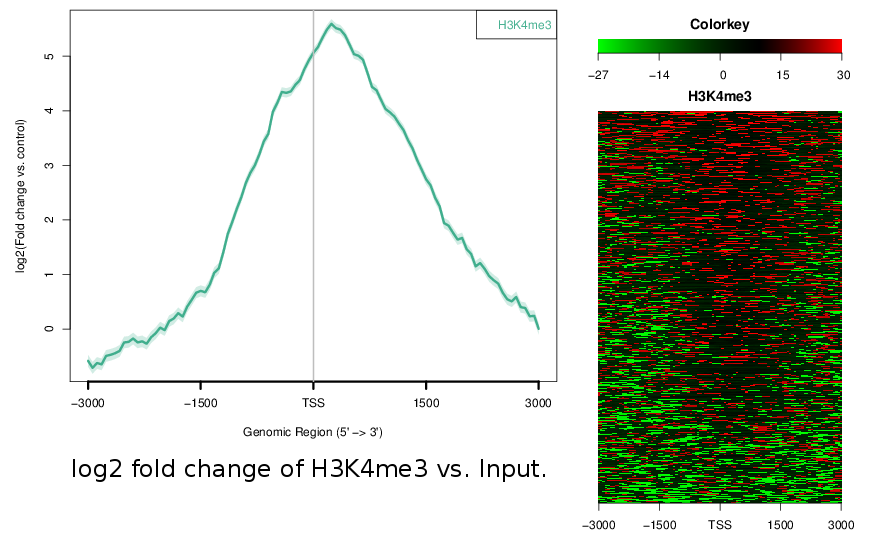 H3K4me3
log2(Fold change vs. control)
5
4
3
2
1
0
−3000 −1500 TSS 1500 3000
Genomic Region (5' −> 3')
log2 fold change of H3K4me3 vs. Input.
Colorkey
−27 −14 0 15 30
H3K4me3
−3000 −1500 TSS 1500 3000